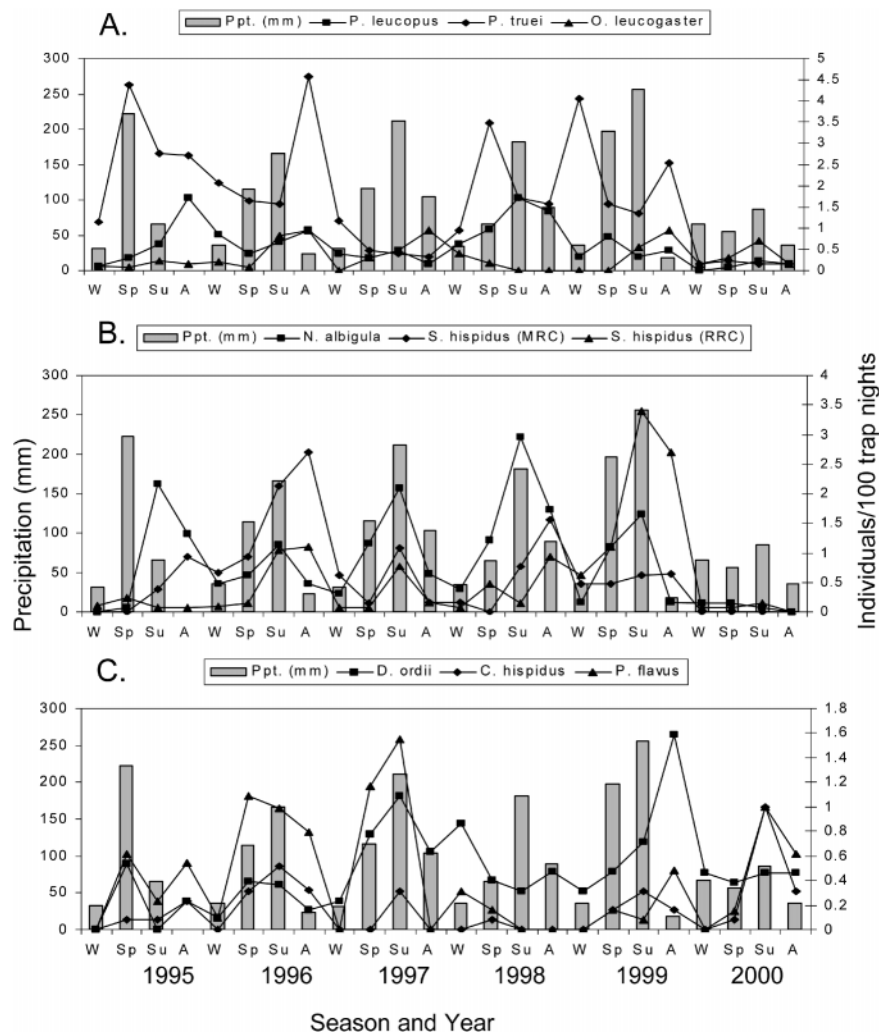 A.
Ppt. (mm) P. leucopus P. truei O. leucogaster
300 5
250 4.5
200 4
150 3.5
100 3
50 2.5
0 2
1.5
1
0.5
0
W Sp Su A W Sp Su A W Sp Su A W Sp Su A W Sp Su A W Sp Su A
B.
Ppt. (mm) N. albigula S. hispidus (MRC) S. hispidus (RRC)
Precipitation (mm)
300 4
250 3.5
200 3
150 2.5
100 2
50 1.5
0 1
0.5
0
Individuals/100 trap nights
W Sp Su A W Sp Su A W Sp Su A W Sp Su A W Sp Su A W Sp Su A
C.
Ppt. (mm) D. ordii C. hispidus P. flavus
300 1.8
250 1.6
200 1.4
150 1.2
100 1
50 0.8
0 0.6
0.4
0.2
0
W Sp Su A W Sp Su A W Sp Su A W Sp Su A W Sp Su A W Sp Su A
1995 1996 1997 1998 1999 2000
Season and Year